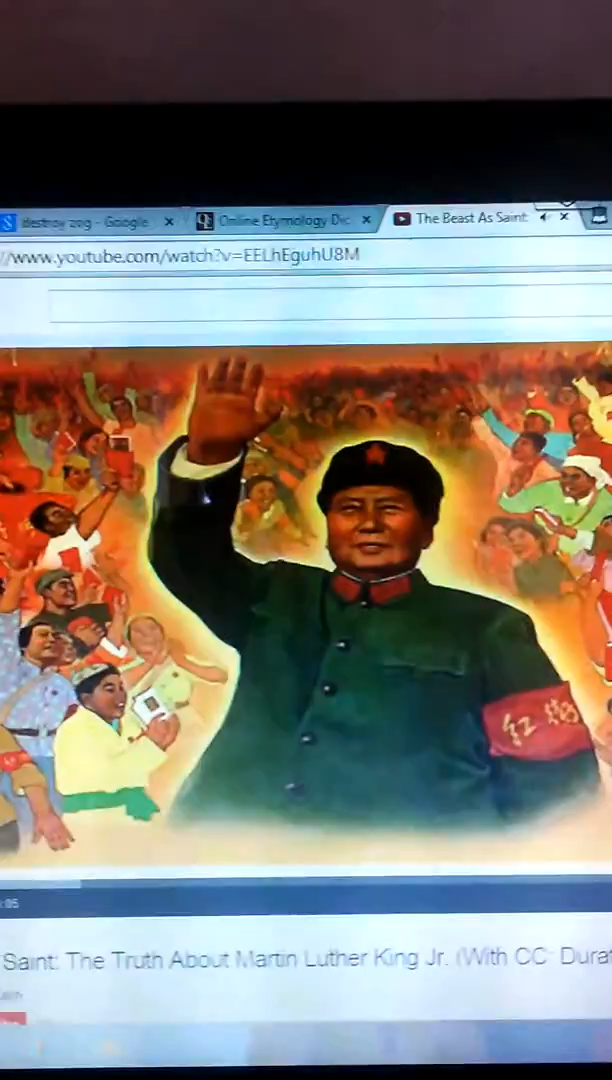 destroy zog - Google
Online Etymology Dic
The Beast As Saint:
//www.youtube.com/watch?v=EELhEguhU8M
红卫
:05
Saint: The Truth About Martin Luther King Jr. (With CC: Durat